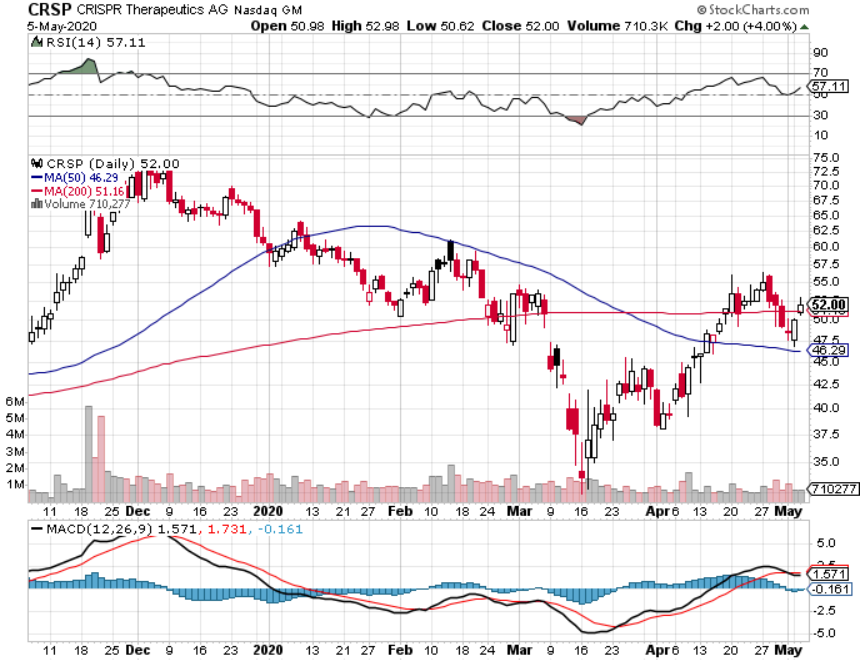 CRSP CRISPR Therapeutics AG Nasdaq GM © StockCharts.com
5-May-2020 Open 50.98 High 52.98 Low 50.62 Close 52.00 Volume 710.3K Chg +2.00 (+4.00%)
RSI(14) 57.11
90
70
57.11
50
30
10
CRSP (Daily) 52.00
MA(50) 46.29
MA(200) 51.16
Volume 710,277
75.0
72.5
70.0
67.5
65.0
62.5
60.0
57.5
55.0
52.00
50.0
47.5
46.29
45.0
42.5
40.0
37.5
35.0
710277
6M
5M
4M
3M
2M
1M
11 18 25 Dec 9 16 23 2020 13 21 27 Feb 10 18 24 Mar 9 16 23 Apr 6 13 20 27 May
MACD(12,26,9) 1.571, 1.731, -0.161
5.0
1.571
-0.161
-2.5
-5.0
11 18 25 Dec 9 16 23 2020 13 21 27 Feb 10 18 24 Mar 9 16 23 Apr 6 13 20 27 May